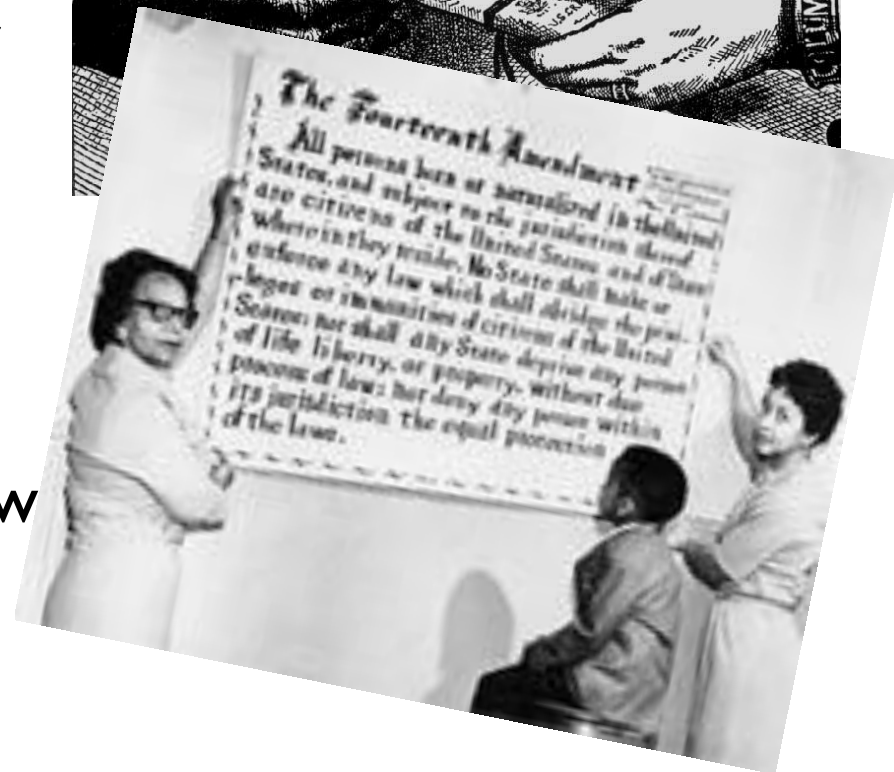 LUM
The Fourteenth Amendment
All persons born or naturalized in the United
States, and subject to the jurisdiction thereof
are citizens of the United States and of the State
wherein they reside. No State shall make or
enforce any law which shall abridge the privi-
leges or immunities of citizens of the United
States; nor shall any State deprive any person
of life, liberty, or property, without due
process of law; nor deny any person within
its jurisdiction the equal protection
of the laws.
w